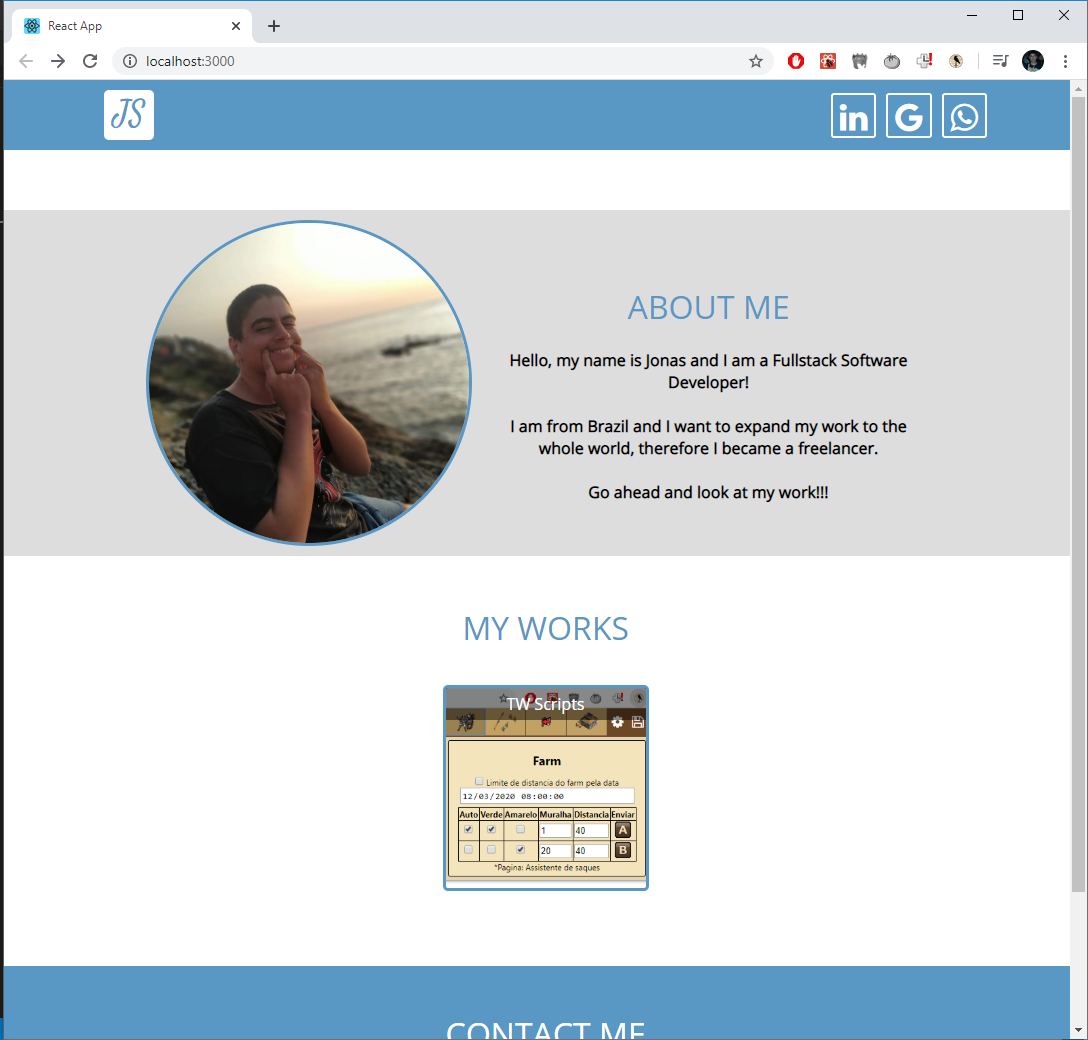 React App
localhost:3000
JS
in G
ABOUT ME
Hello, my name is Jonas and I am a Fullstack Software
Developer!
I am from Brazil and I want to expand my work to the
whole world, therefore I became a freelancer.
Go ahead and look at my work!!!
MY WORKS
TW Scripts
Farm
Limite de distancia do farm pela data
12/03/2020 08:00:00
Auto Verde Amarelo Muralha Distancia Enviar
1 40 A
20 40 B
*Pagina: Assistente de saques
CONTACT ME